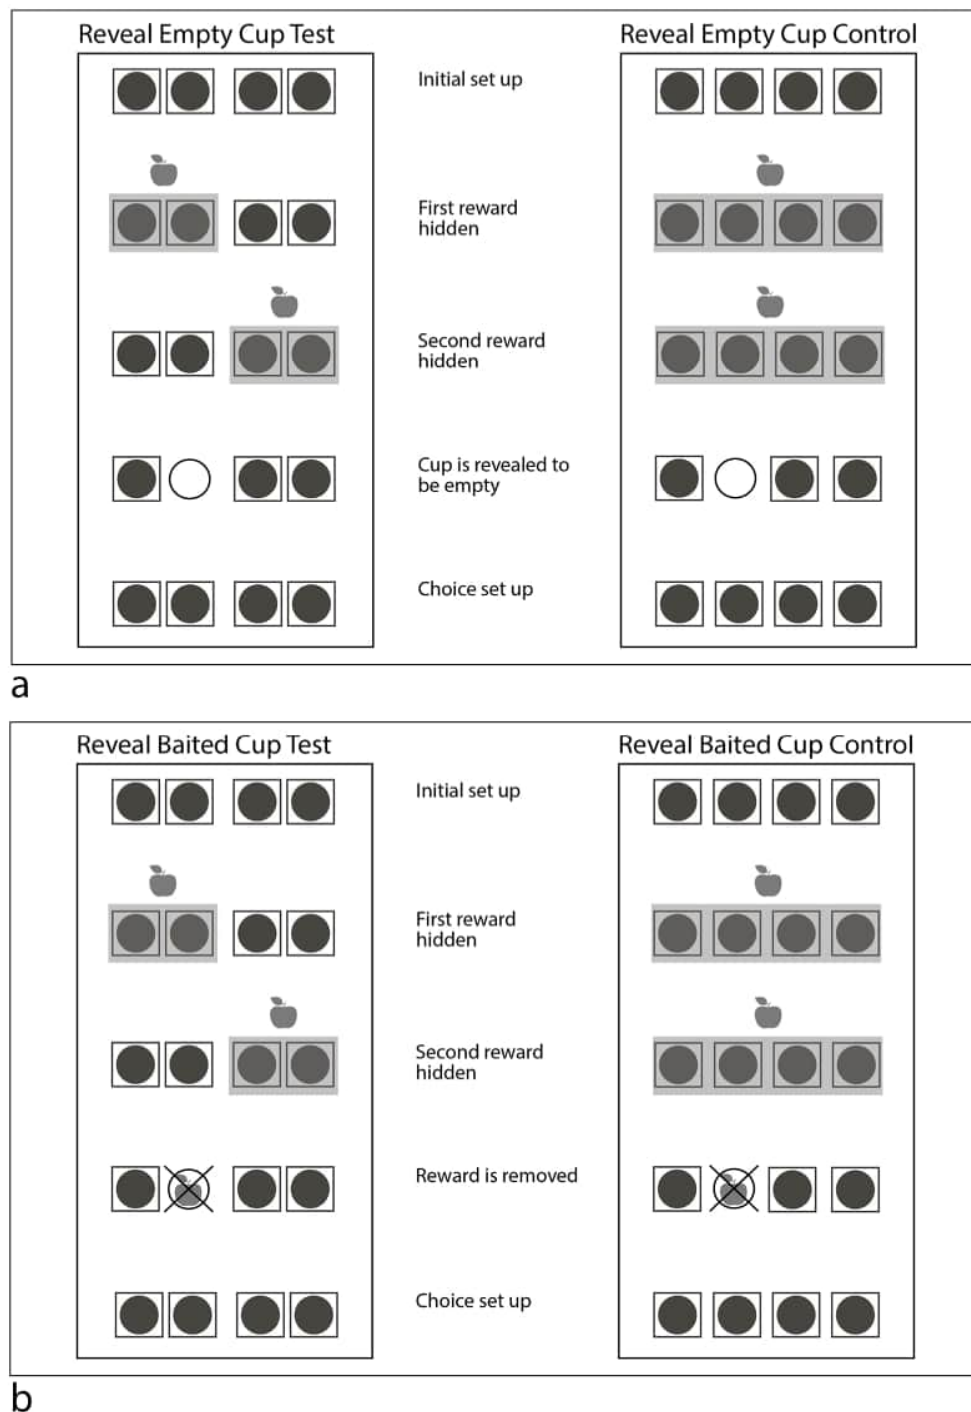 Reveal Empty Cup Test
Reveal Empty Cup Control
Initial set up
First reward
hidden
Second reward
hidden
Cup is revealed to
be empty
Choice set up
a
Reveal Baited Cup Test
Reveal Baited Cup Control
Initial set up
First reward
hidden
Second reward
hidden
Reward is removed
Choice set up
b